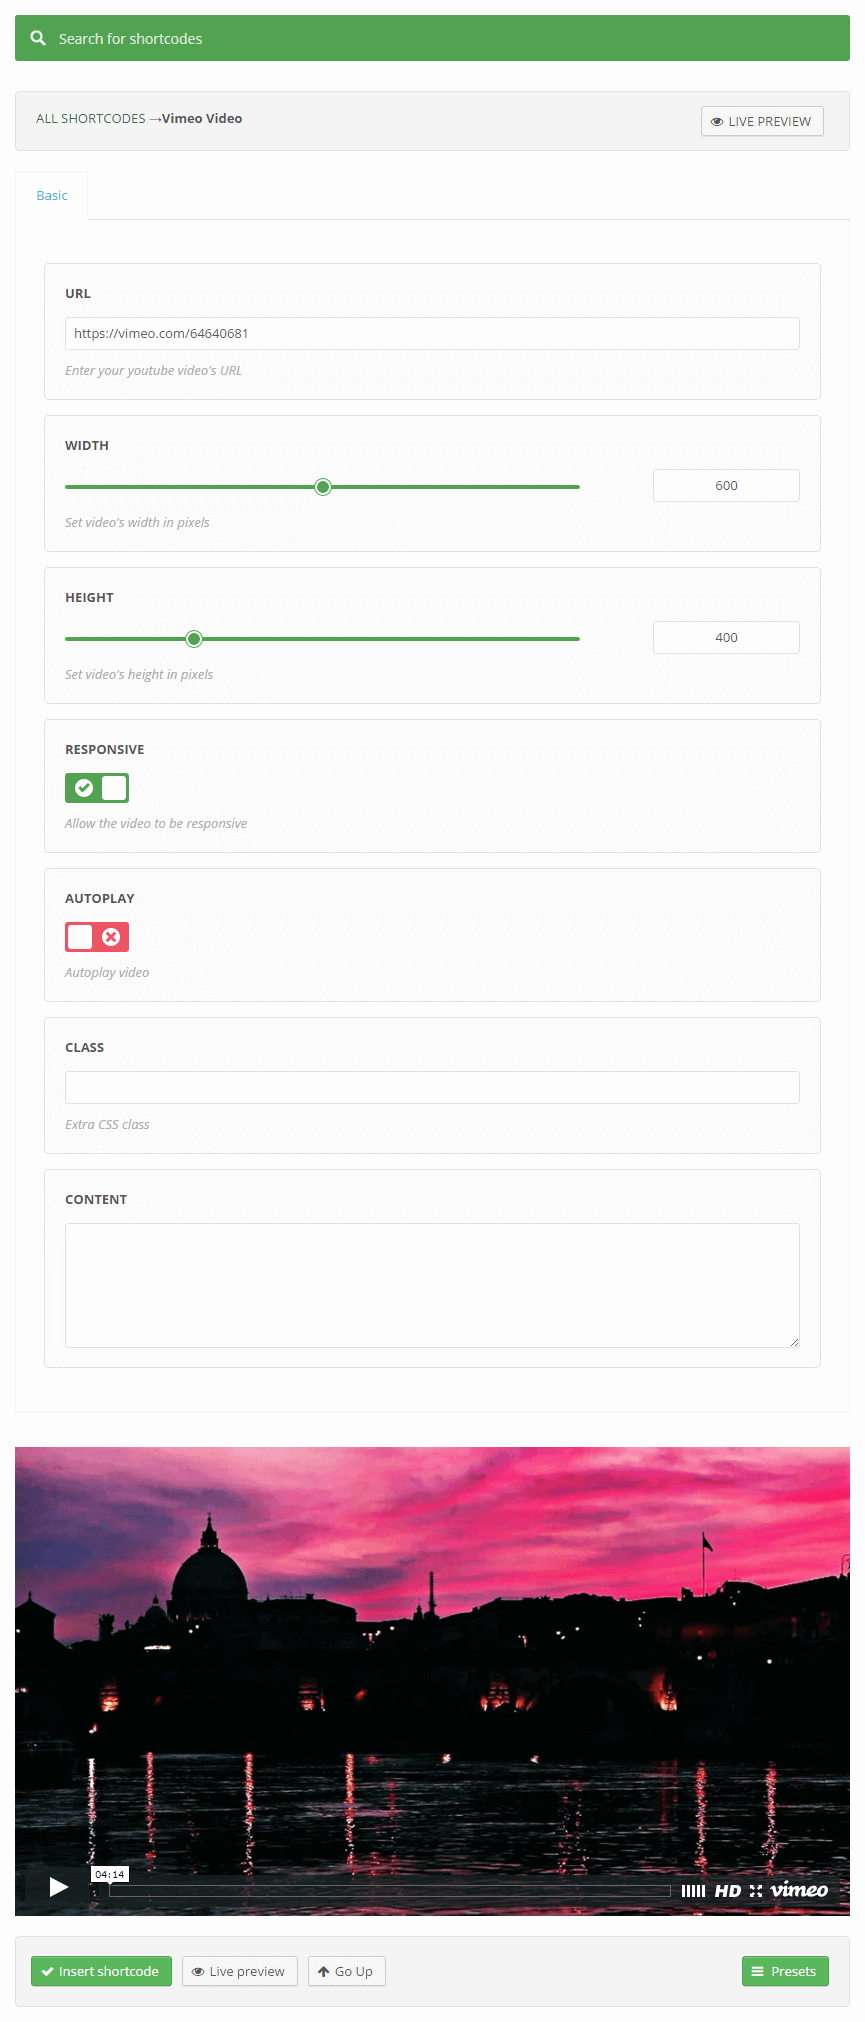 Search for shortcodes
ALL SHORTCODES →Vimeo Video
LIVE PREVIEW
Basic
URL
https://vimeo.com/64640681
Enter your youtube video's URL
WIDTH
600
Set video's width in pixels
HEIGHT
400
Set video's height in pixels
RESPONSIVE
Allow the video to be responsive
AUTOPLAY
Autoplay video
CLASS
Extra CSS class
CONTENT
04:14
HD vimeo
Insert shortcode
Live preview
Go Up
Presets